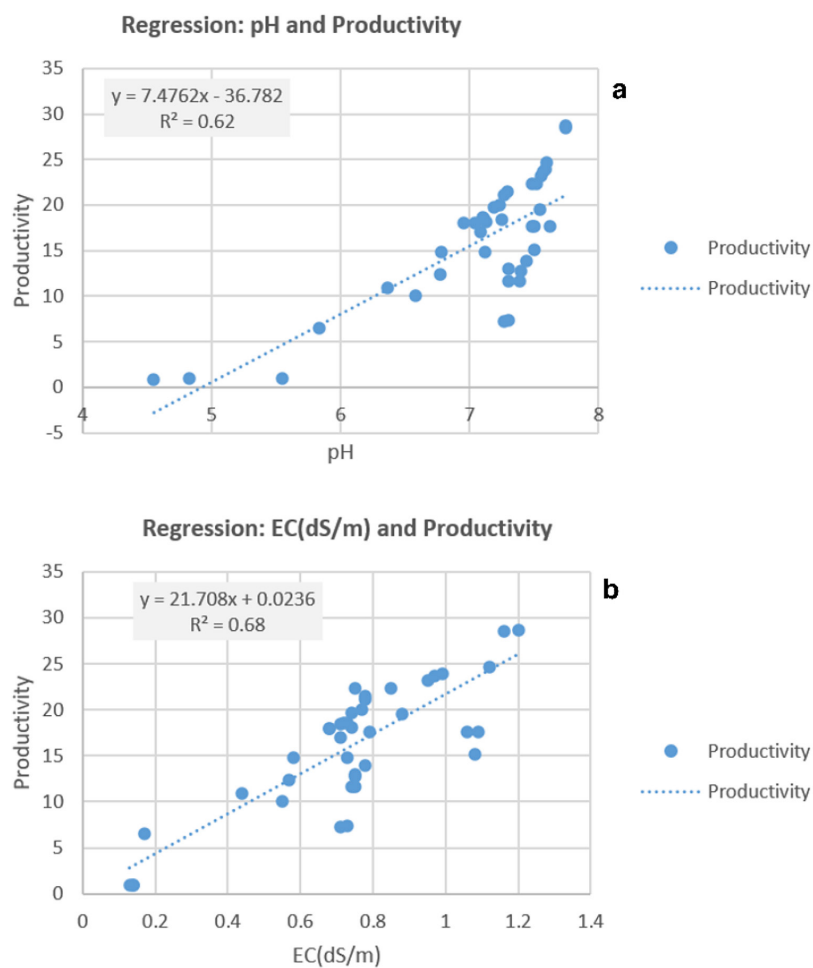 Regression: pH and Productivity
a
y = 7.4762x - 36.782
R² = 0.62
35
30
25
20
15
10
5
0
-5
4 5 6 7 8
pH
Productivity
Productivity
Productivity
Regression: EC(dS/m) and Productivity
b
y = 21.708x + 0.0236
R² = 0.68
35
30
25
20
15
10
5
0
0 0.2 0.4 0.6 0.8 1 1.2 1.4
EC(dS/m)
Productivity
Productivity
Productivity